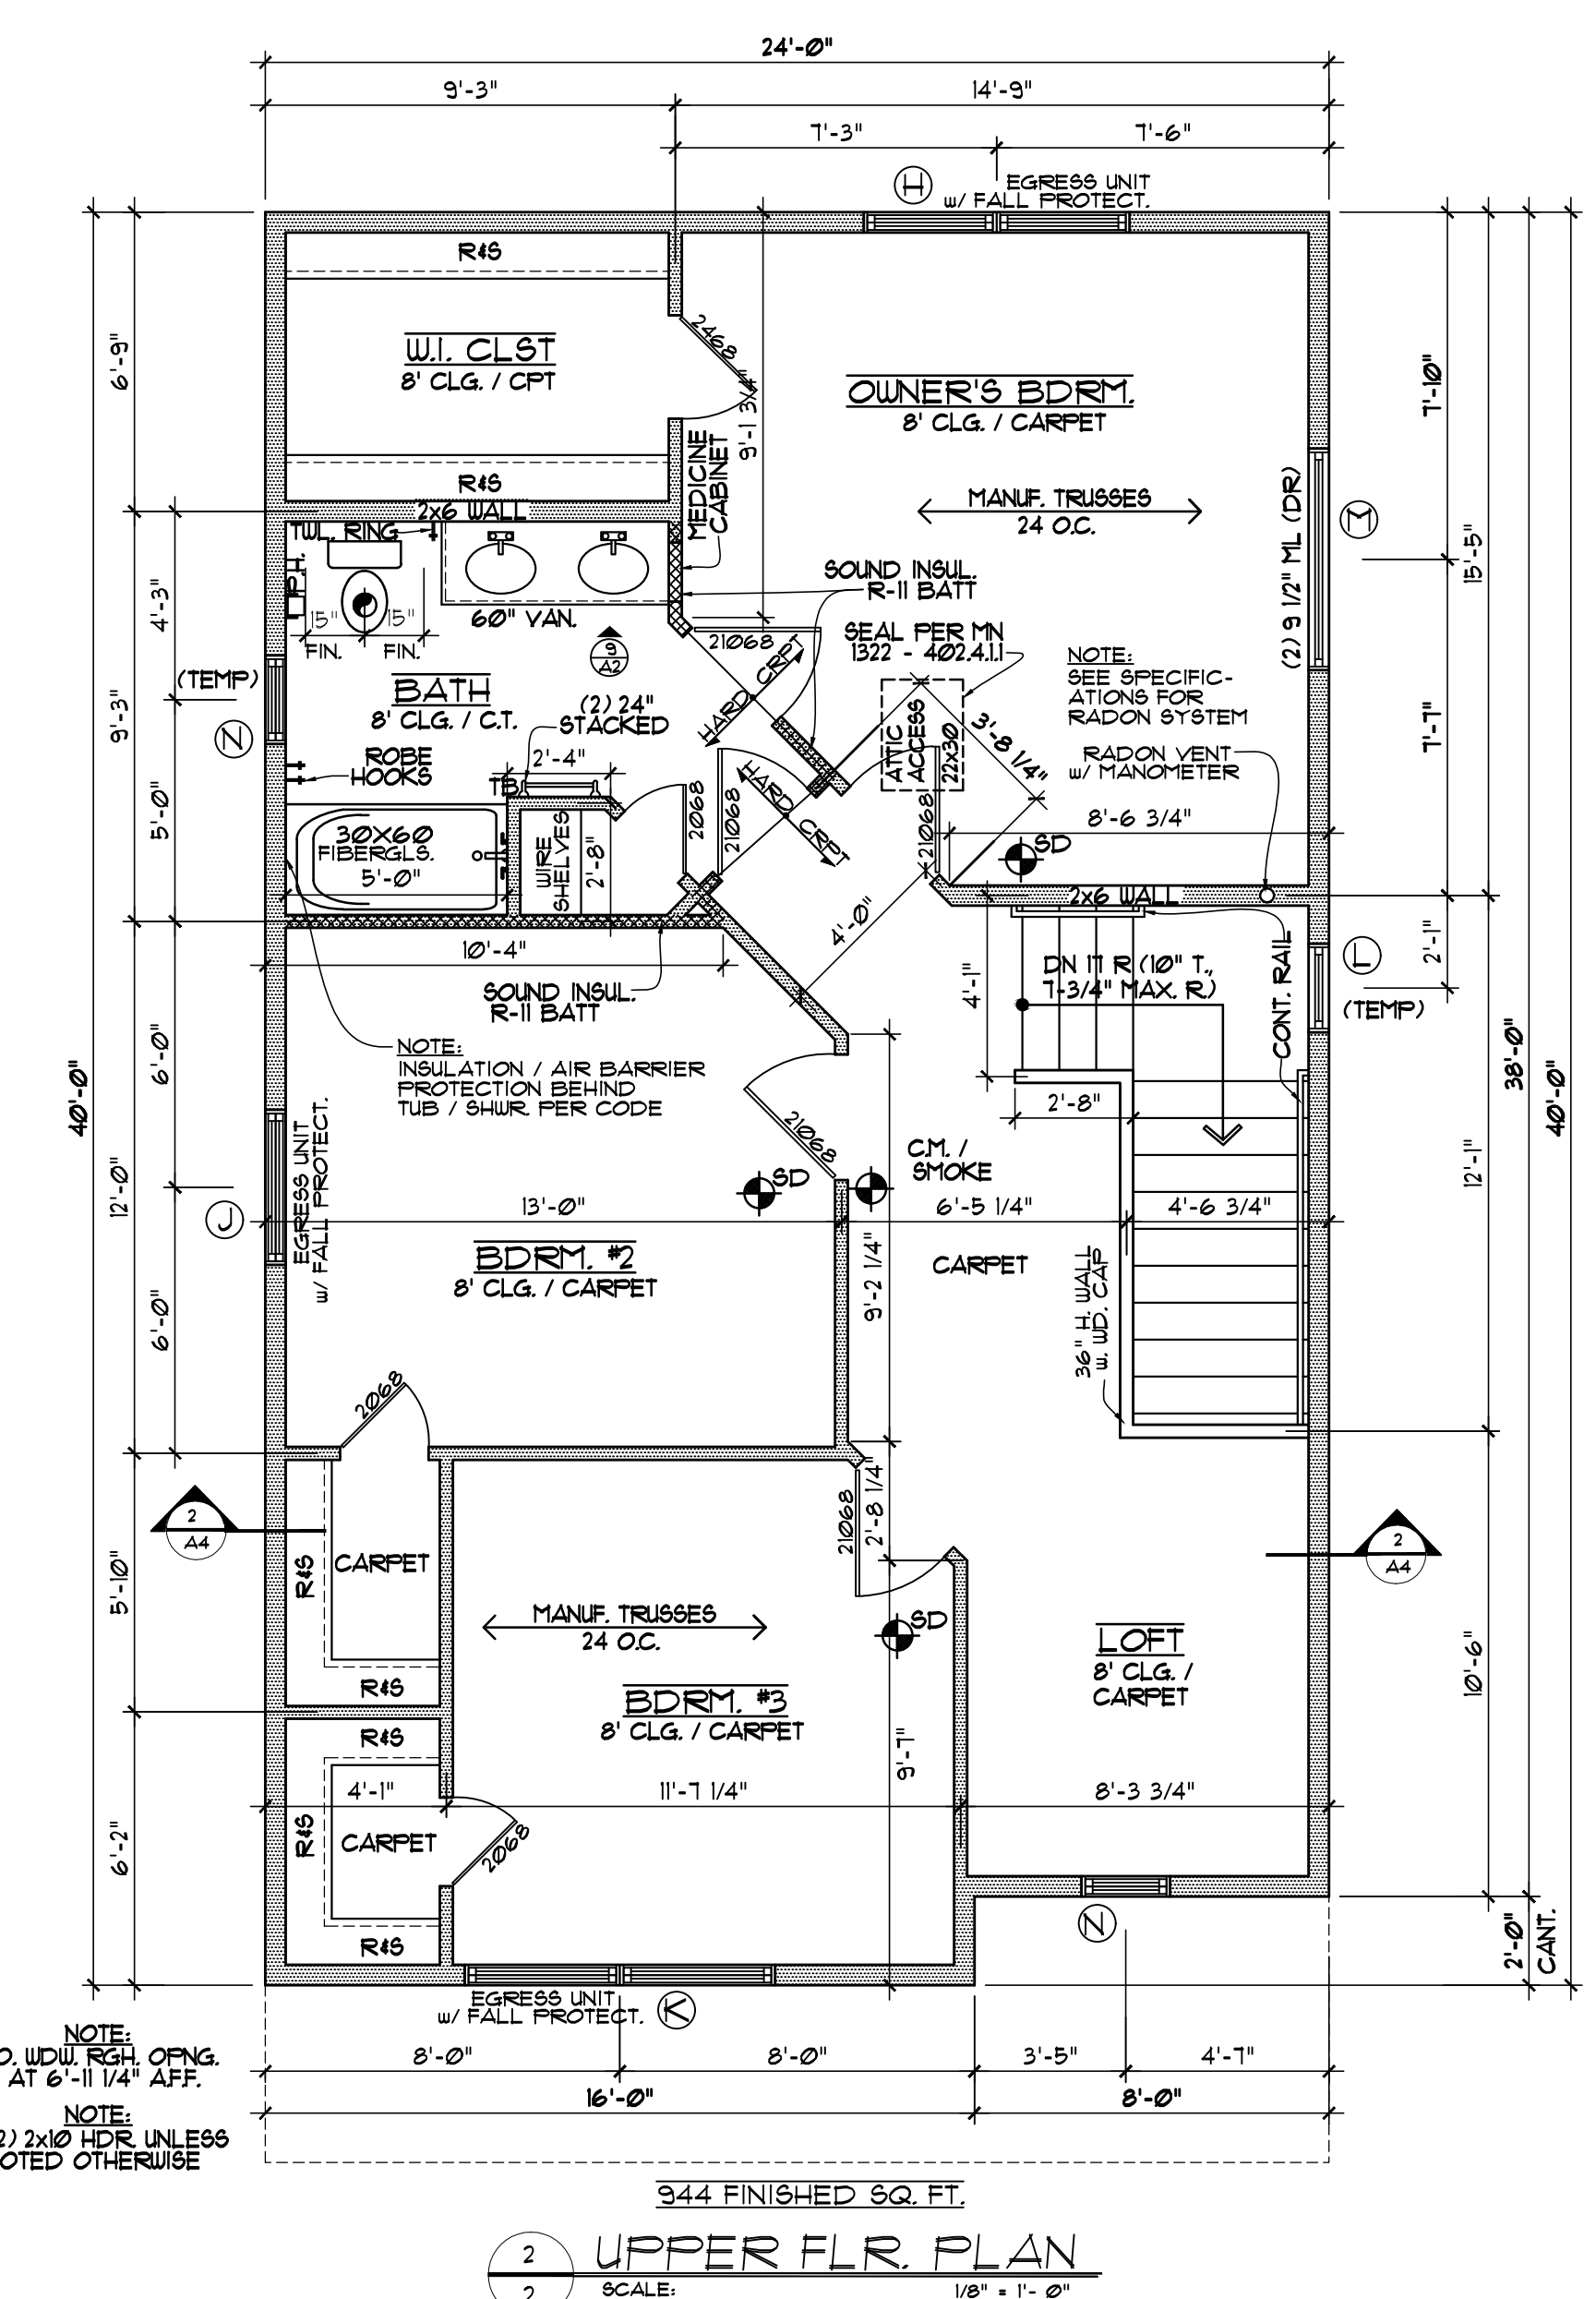 24'-0"
9'-3"
14'-9"
7'-3"
7'-6"
H
EGRESS UNIT
w/ FALL PROTECT.
R&S
W.I. CLST
8' CLG. / CPT
2468
9'-1 3/4"
OWNER'S BDRM.
8' CLG. / CARPET
6'-9"
7'-10"
R&S
2x6 WALL
MEDICINE
CABINET
MANUF. TRUSSES
24 O.C.
(2) 9 1/2" ML (DR)
M
15'-5"
TWL. RING
P.H.
15"
15"
FIN.
FIN.
60" VAN.
SOUND INSUL.
R-11 BATT
4'-3"
9
A2
21068
SEAL PER MN
1322 - 402.4.1.1
NOTE:
SEE SPECIFIC-
ATIONS FOR
RADON SYSTEM
(TEMP)
N
BATH
8' CLG. / C.T.
HARD
CRPT
ATTIC
ACCESS
22x30
3'-8 1/4"
9'-3"
7'-7"
(2) 24"
STACKED
2'-4"
TB
ROBE
HOOKS
RADON VENT
w/ MANOMETER
HARD
CRPT
5'-0"
8'-6 3/4"
30X60
FIBERGLS.
5'-0"
WIRE
SHELVES
2'-8"
2068
21068
21068
SD
2x6 WALL
10'-4"
4'-0"
4'-1"
DN 17 R (10" T.,
7-3/4" MAX. R.)
CONT. RAIL
L
(TEMP)
2'-1"
SOUND INSUL.
R-11 BATT
NOTE:
INSULATION / AIR BARRIER
PROTECTION BEHIND
TUB / SHWR. PER CODE
6'-0"
40'-0"
38'-0"
40'-0"
2'-8"
21068
C.M. /
SMOKE
SD
J
EGRESS UNIT
w/ FALL PROTECT.
12'-0"
12'-1"
13'-0"
6'-5 1/4"
4'-6 3/4"
BDRM. #2
8' CLG. / CARPET
9'-2 1/4"
CARPET
6'-0"
36" H. WALL
w. WD. CAP
2068
2
A4
CARPET
R&S
R&S
5'-10"
21068
2'-8 1/4"
2
A4
MANUF. TRUSSES
24 O.C.
SD
LOFT
8' CLG. /
CARPET
10'-6"
BDRM. #3
8' CLG. / CARPET
9'-7"
R&S
4'-1"
11'-7 1/4"
8'-3 3/4"
R&S
CARPET
2068
6'-2"
R&S
N
2'-0"
CANT.
EGRESS UNIT
w/ FALL PROTECT.
K
NOTE:
O. WDW. RGH. OPNG.
AT 6'-11 1/4" A.F.F.
8'-0"
8'-0"
3'-5"
4'-7"
16'-0"
8'-0"
NOTE:
2) 2x10 HDR. UNLESS
OTED OTHERWISE
944 FINISHED SQ. FT.
2
2
UPPER FLR. PLAN
SCALE:
1/8" = 1'- 0"